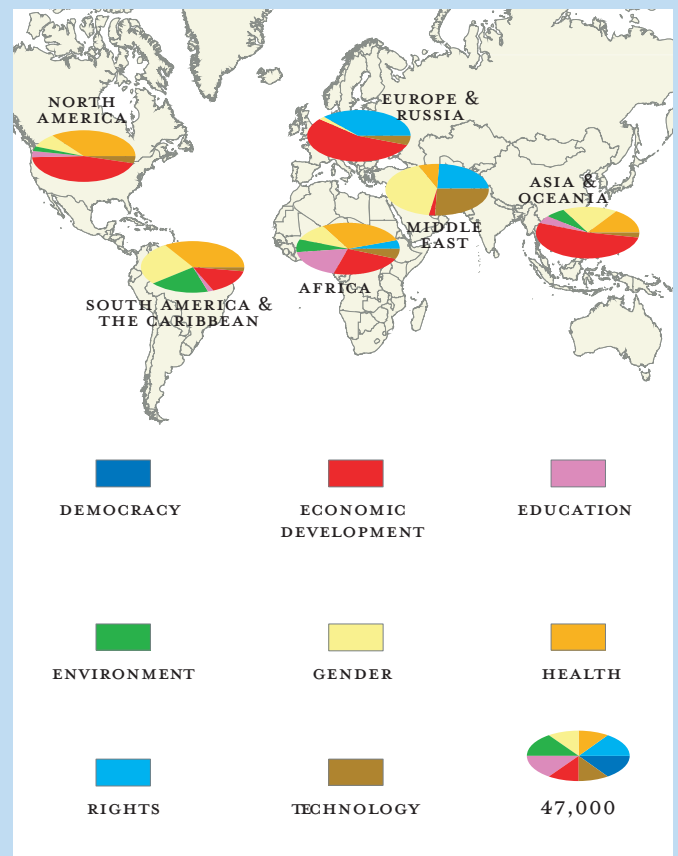 NORTH
AMERICA
EUROPE &
RUSSIA
ASIA &
OCEANIA
MIDDLE
EAST
AFRICA
SOUTH AMERICA &
THE CARIBBEAN
DEMOCRACY
ECONOMIC
DEVELOPMENT
EDUCATION
ENVIRONMENT
GENDER
HEALTH
RIGHTS
TECHNOLOGY
47,000